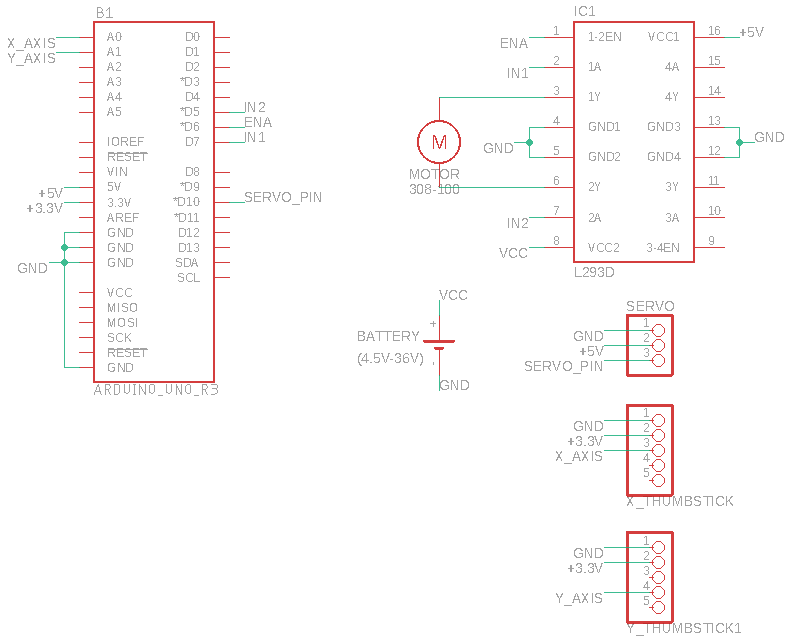 B1
X_AXIS A0 D0
Y_AXIS A1 D1
A2 D2
A3 *D3
A4 D4
A5 *D5 IN2
*D6 ENA
IOREF D7 IN1
RESET
VIN D8
+5V 5V *D9
+3.3V 3.3V *D10 SERVO_PIN
AREF *D11
GND D12
GND D13
GND GND SDA
SCL
VCC
MISO
MOSI
SCK
RESET
GND
ARDUINO_UNO_R3
IC1
ENA 1 1-2EN VCC1 16 +5V
IN1 2 1A 4A 15
3 1Y 4Y 14
4 GND1 GND3 13
GND GND
5 GND2 GND4 12
6 2Y 3Y 11
IN2 7 2A 3A 10
VCC 8 VCC2 3-4EN 9
L293D
M
MOTOR
308-100
VCC
+
BATTERY
(4.5V-36V)
-
GND
SERVO
GND 1
+5V 2
SERVO_PIN 3
GND 1
+3.3V 2
X_AXIS 3
4
5
X_THUMBSTICK
GND 1
+3.3V 2
3
Y_AXIS 4
5
Y_THUMBSTICK1